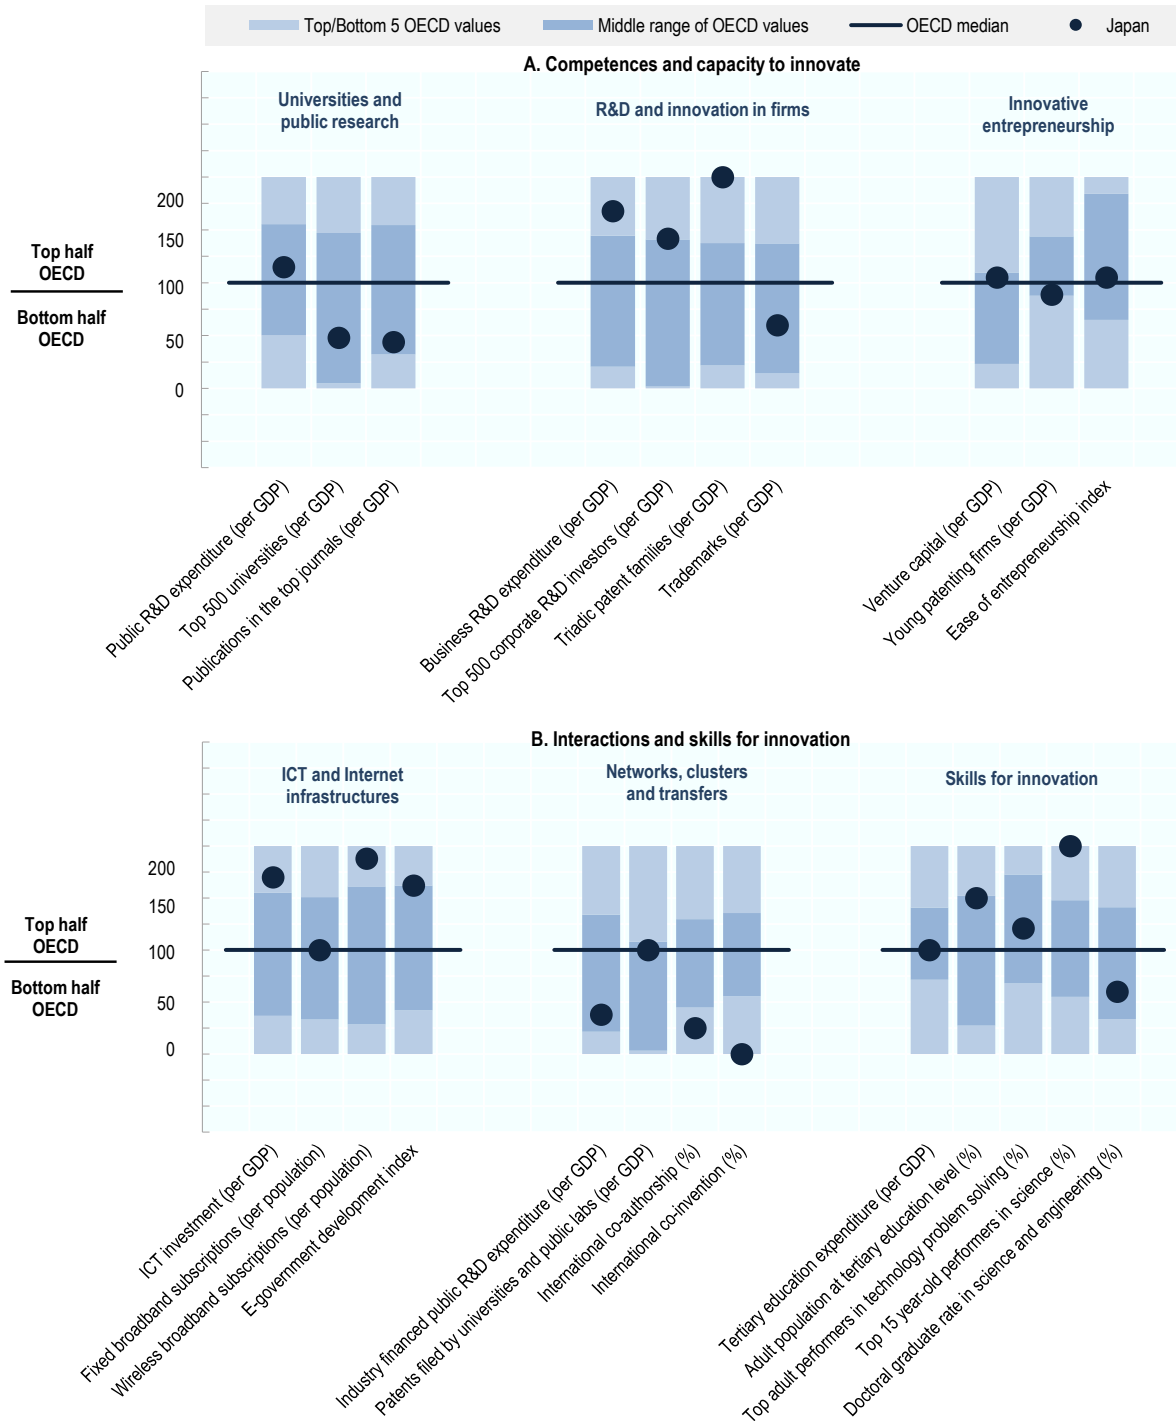 Top/Bottom 5 OECD values
Middle range of OECD values
OECD median
Japan
A. Competences and capacity to innovate
Universities and
public research
R&D and innovation in firms
Innovative
entrepreneurship
200
150
100
50
0
Top half
OECD
Bottom half
OECD
Public R&D expenditure (per GDP)
Top 500 universities (per GDP)
Publications in the top journals (per GDP)
Business R&D expenditure (per GDP)
Top 500 corporate R&D investors (per GDP)
Triadic patent families (per GDP)
Trademarks (per GDP)
Venture capital (per GDP)
Young patenting firms (per GDP)
Ease of entrepreneurship index
B. Interactions and skills for innovation
ICT and Internet
infrastructures
Networks, clusters
and transfers
Skills for innovation
200
150
100
50
0
Top half
OECD
Bottom half
OECD
ICT investment (per GDP)
Fixed broadband subscriptions (per population)
Wireless broadband subscriptions (per population)
E-government development index
Industry financed public R&D expenditure (per GDP)
Patents filed by universities and public labs (per GDP)
International co-authorship (%)
International co-invention (%)
Tertiary education expenditure (per GDP)
Adult population at tertiary education level (%)
Top adult performers in technology problem solving (%)
Top 15 year-old performers in science (%)
Doctoral graduate rate in science and engineering (%)